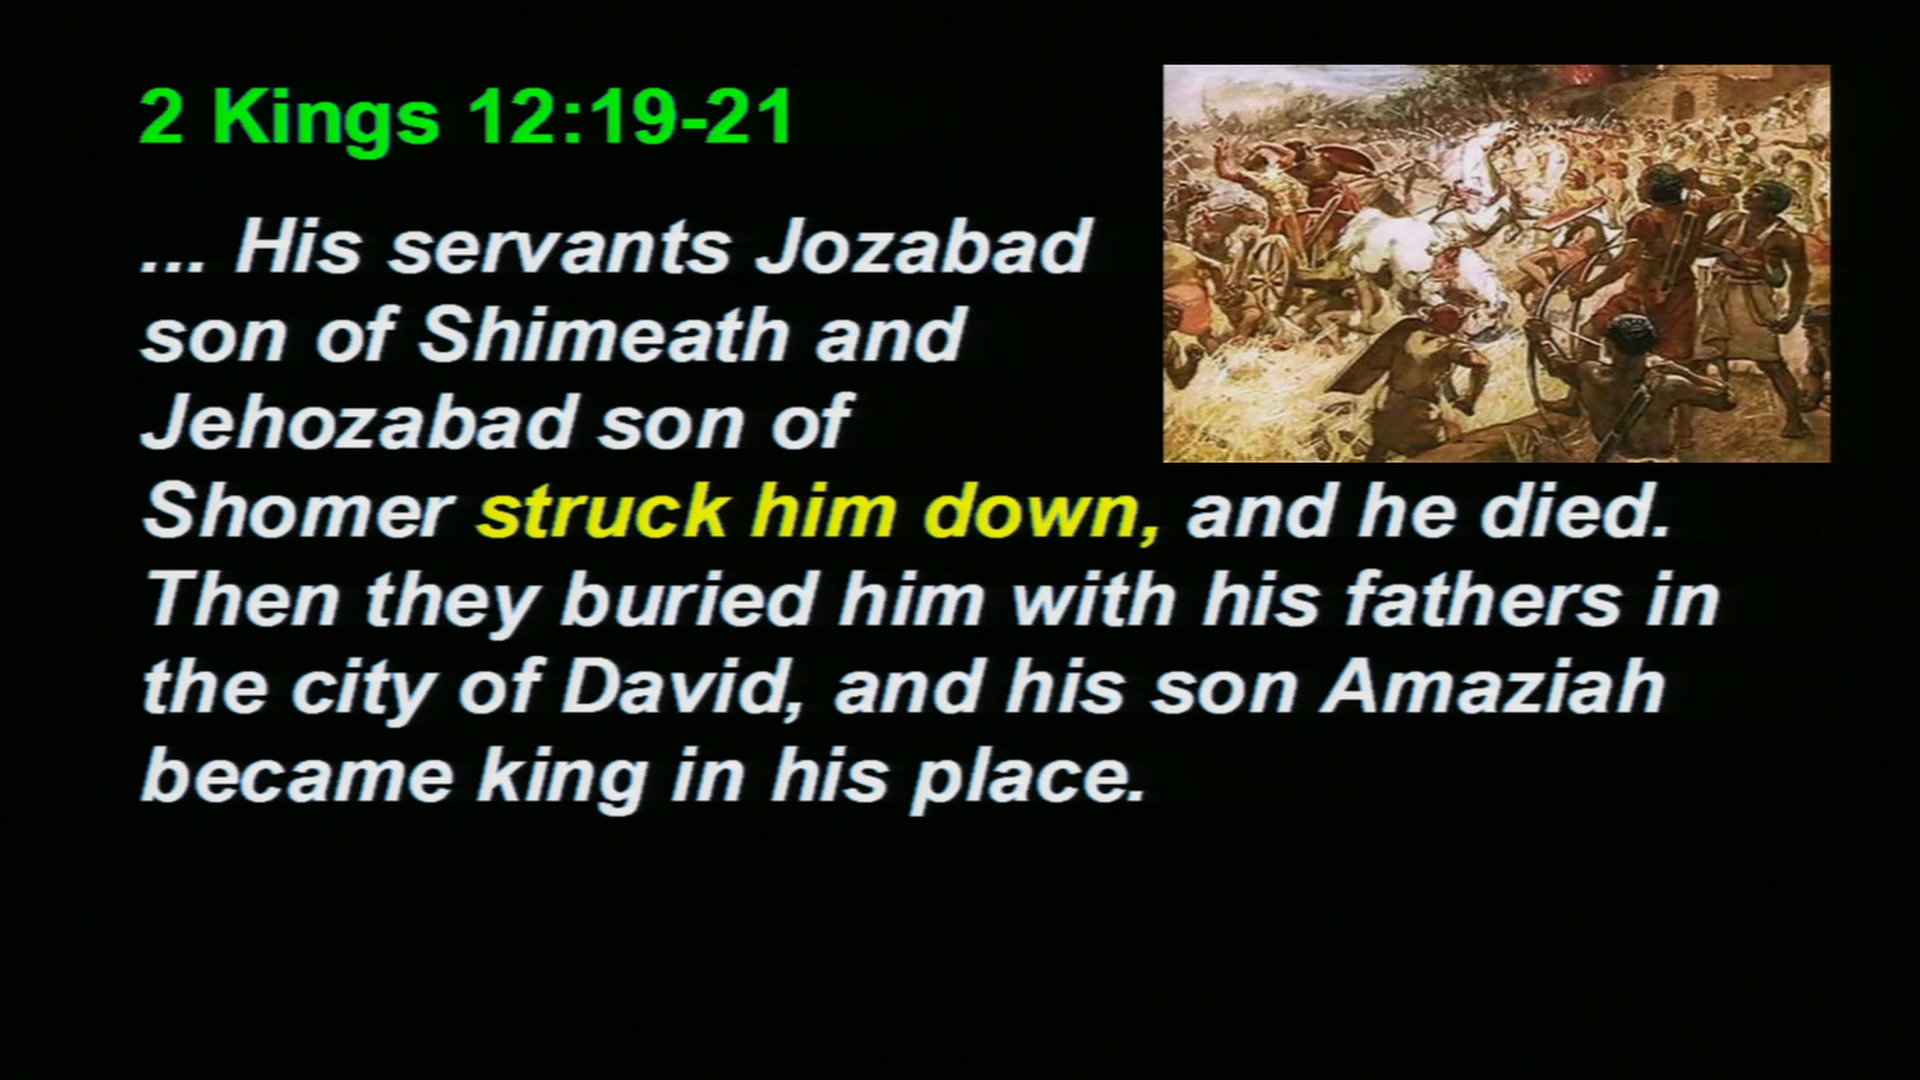 2 Kings 12:19-21
... His servants Jozabad
son of Shimeath and
Jehozabad son of
Shomer struck him down, and he died.
Then they buried him with his fathers in
the city of David, and his son Amaziah
became king in his place.